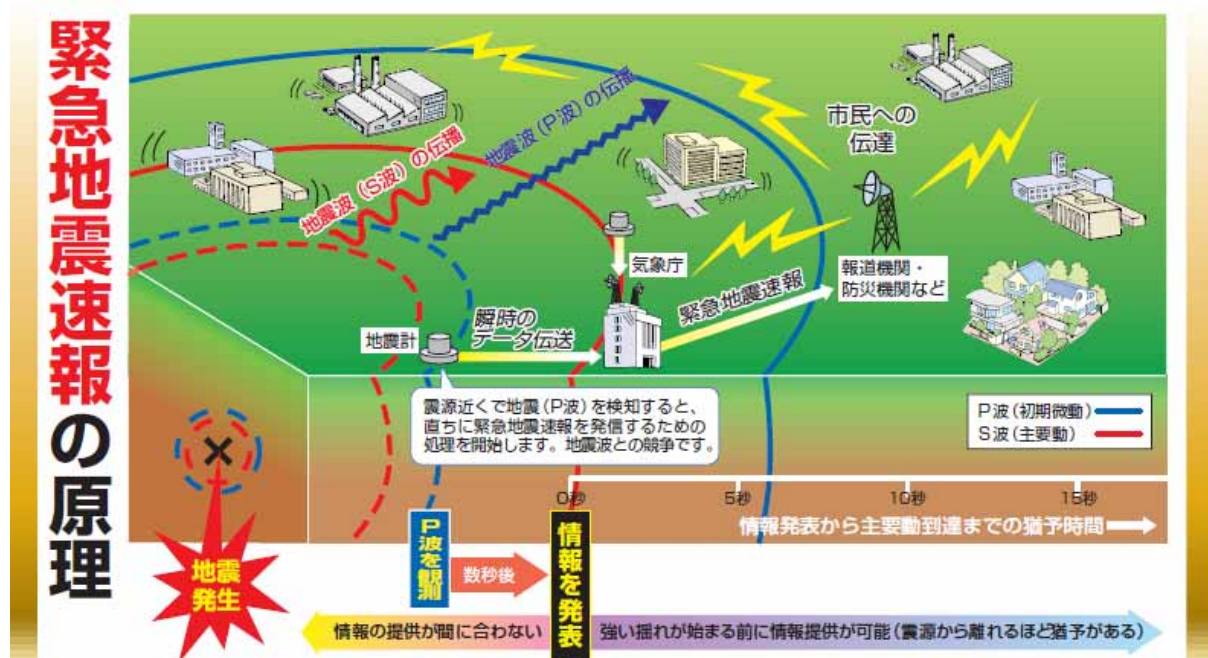 緊急地震速報の原理
地震波(S波)の伝播
地震波(P波)の伝播
市民への
伝達
気象庁
緊急地震速報
報道機関・
防災機関など
地震計
瞬時の
データ伝送
震源近くで地震(P波)を検知すると、
直ちに緊急地震速報を発信するための
処理を開始します。地震波との競争です。
P波(初期微動)
S波(主要動)
0秒
5秒
10秒
15秒
情報発表から主要動到達までの猶予時間
地震
発生
P波を観測
数秒後
情報を発表
情報の提供が間に合わない
強い揺れが始まる前に情報提供が可能(震源から離れるほど猶予がある)